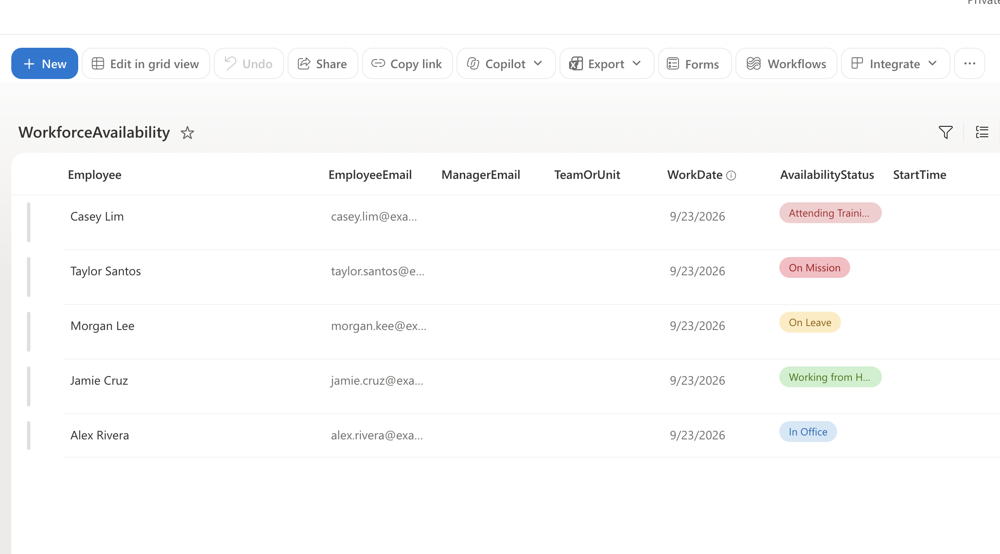 Private
+ New Edit in grid view Undo Share Copy link Copilot Export Forms Workflows Integrate ...
WorkforceAvailability
Employee EmployeeEmail ManagerEmail TeamOrUnit WorkDate AvailabilityStatus StartTime
Casey Lim casey.lim@exa... 9/23/2026 Attending Traini...
Taylor Santos taylor.santos@e... 9/23/2026 On Mission
Morgan Lee morgan.kee@ex... 9/23/2026 On Leave
Jamie Cruz jamie.cruz@exa... 9/23/2026 Working from H...
Alex Rivera alex.rivera@exa... 9/23/2026 In Office